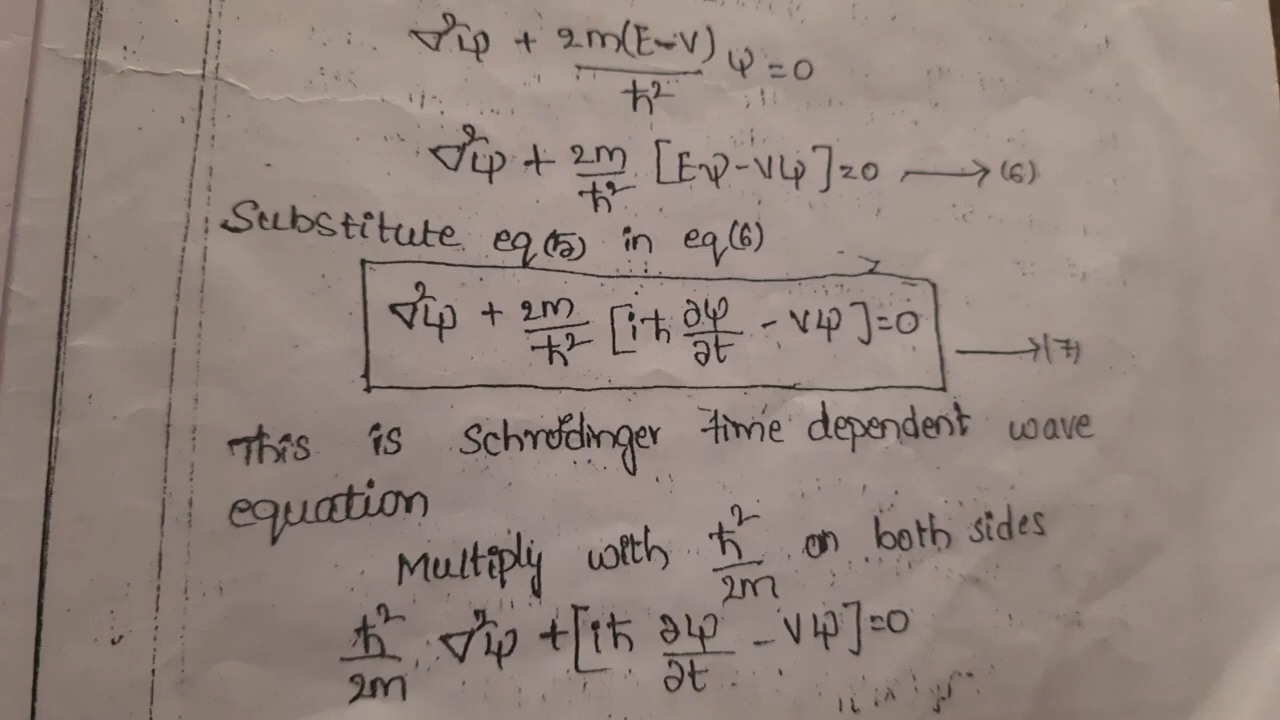 ∇²ψ + 2m(E-V)/ħ² ψ = 0
∇²ψ + 2m/ħ² [Eψ - Vψ] = 0 → (6)
Substitute eq(5) in eq(6)
∇²ψ + 2m/ħ² [iħ ∂ψ/∂t - Vψ] = 0 → (7)
This is Schrodinger time dependent wave
equation
Multiply with ħ²/2m on both sides
ħ²/2m ∇²ψ + [iħ ∂ψ/∂t - Vψ] = 0